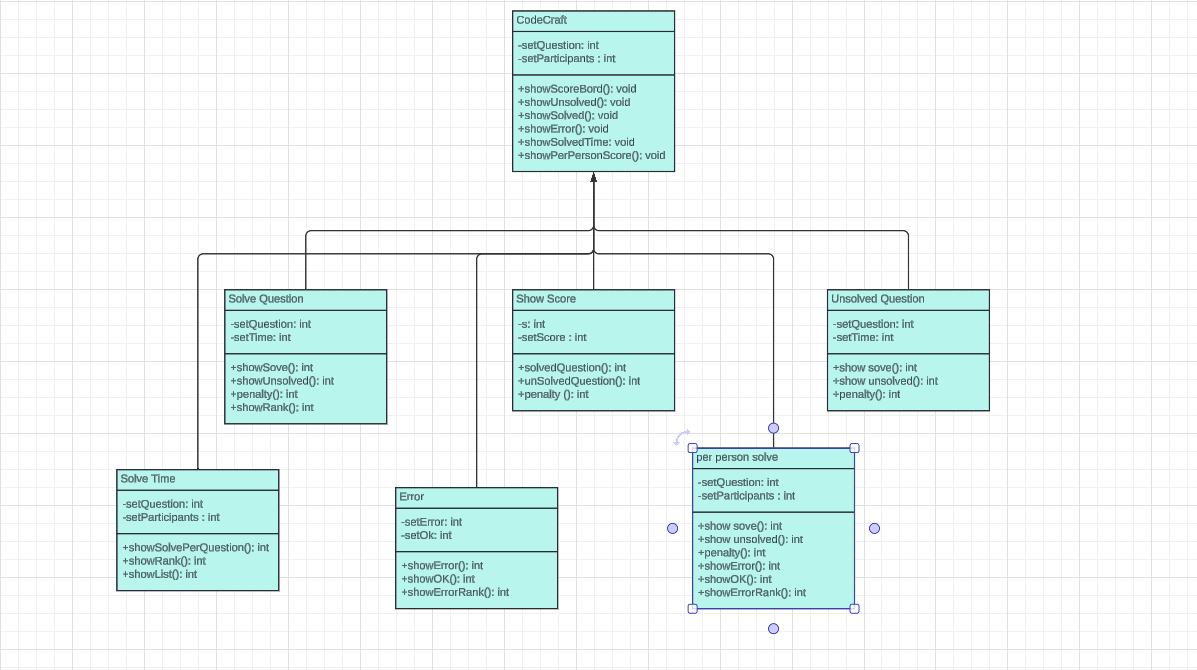 CodeCraft
-setQuestion: int
-setParticipants : int
+showScoreBord(): void
+showUnsolved(): void
+showSolved(): void
+showError(): void
+showSolvedTime: void
+showPerPersonScore(): void
Solve Question
-setQuestion: int
-setTime: int
+showSove(): int
+showUnsolved(): int
+penalty(): int
+showRank(): int
Show Score
-s: int
-setScore : int
+solvedQuestion(): int
+unSolvedQuestion(): int
+penalty (): int
Unsolved Question
-setQuestion: int
-setTime: int
+show sove(): int
+show unsolved(): int
+penalty(): int
Solve Time
-setQuestion: int
-setParticipants : int
+showSolvePerQuestion(): int
+showRank(): int
+showList(): int
Error
-setError: int
-setOk: int
+showError(): int
+showOK(): int
+showErrorRank(): int
per person solve
-setQuestion: int
-setParticipants : int
+show sove(): int
+show unsolved(): int
+penalty(): int
+showError(): int
+showOK(): int
+showErrorRank(): int